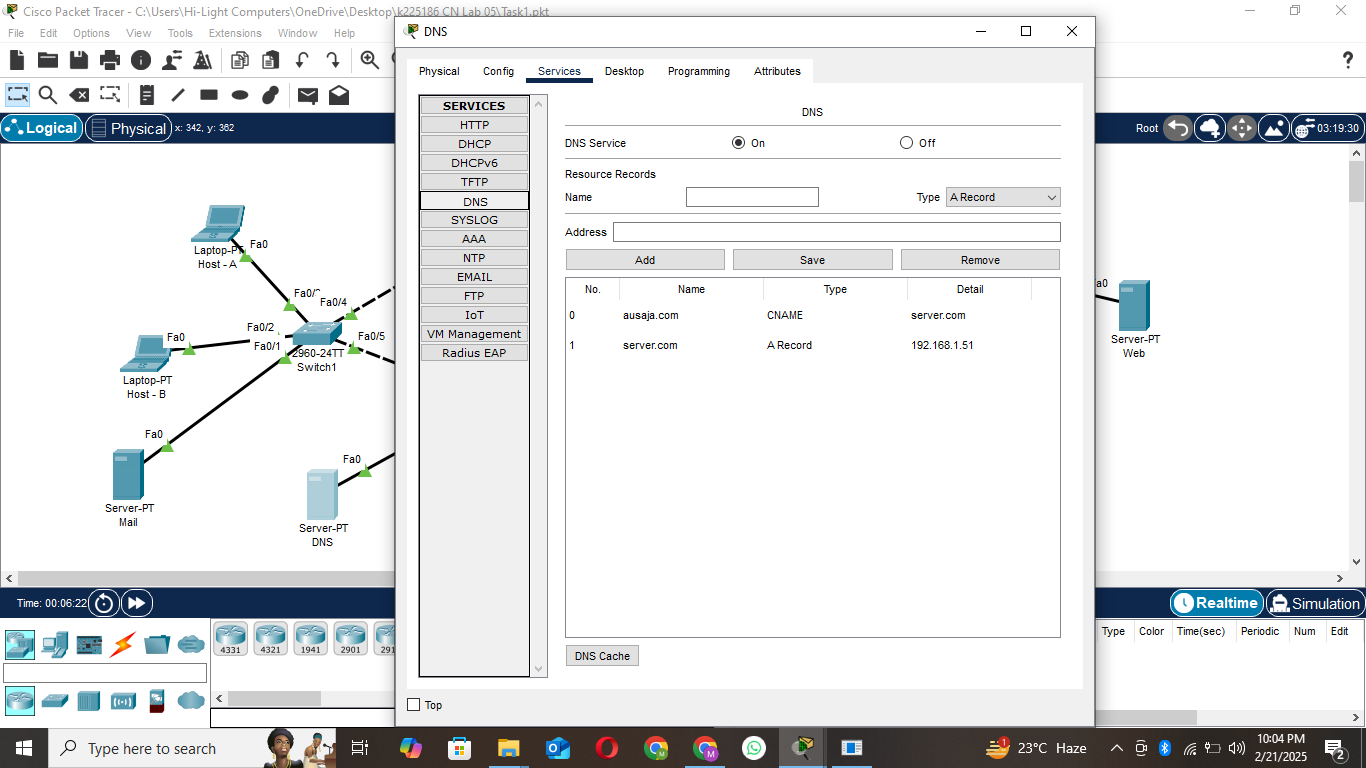 Cisco Packet Tracer - C:\Users\Hi-Light Computers\OneDrive\Desktop\k225186 CN Lab 05\Task1.pkt
File Edit Options View Tools Extensions Window Help
Logical Physical x: 342, y: 362
Root 03:19:30
Fa0
Laptop-PT
Host - A
Fa0/4
Fa0/2
Fa0/5
Fa0
Fa0/1
2960-24TT
Switch1
Laptop-PT
Host - B
Fa0
Server-PT
Mail
Fa0
Server-PT
DNS
a0
Server-PT
Web
DNS
Physical Config Services Desktop Programming Attributes
SERVICES
HTTP
DHCP
DHCPv6
TFTP
DNS
SYSLOG
AAA
NTP
EMAIL
FTP
IoT
VM Management
Radius EAP
DNS
DNS Service On Off
Resource Records
Name Type A Record
Address
Add Save Remove
No. Name Type Detail
0 ausaja.com CNAME server.com
1 server.com A Record 192.168.1.51
DNS Cache
Top
Time: 00:06:22
Realtime Simulation
4331 4321 1941 2901 291
Type Color Time(sec) Periodic Num Edit
Type here to search
23°C Haze
10:04 PM
2/21/2025
1
2